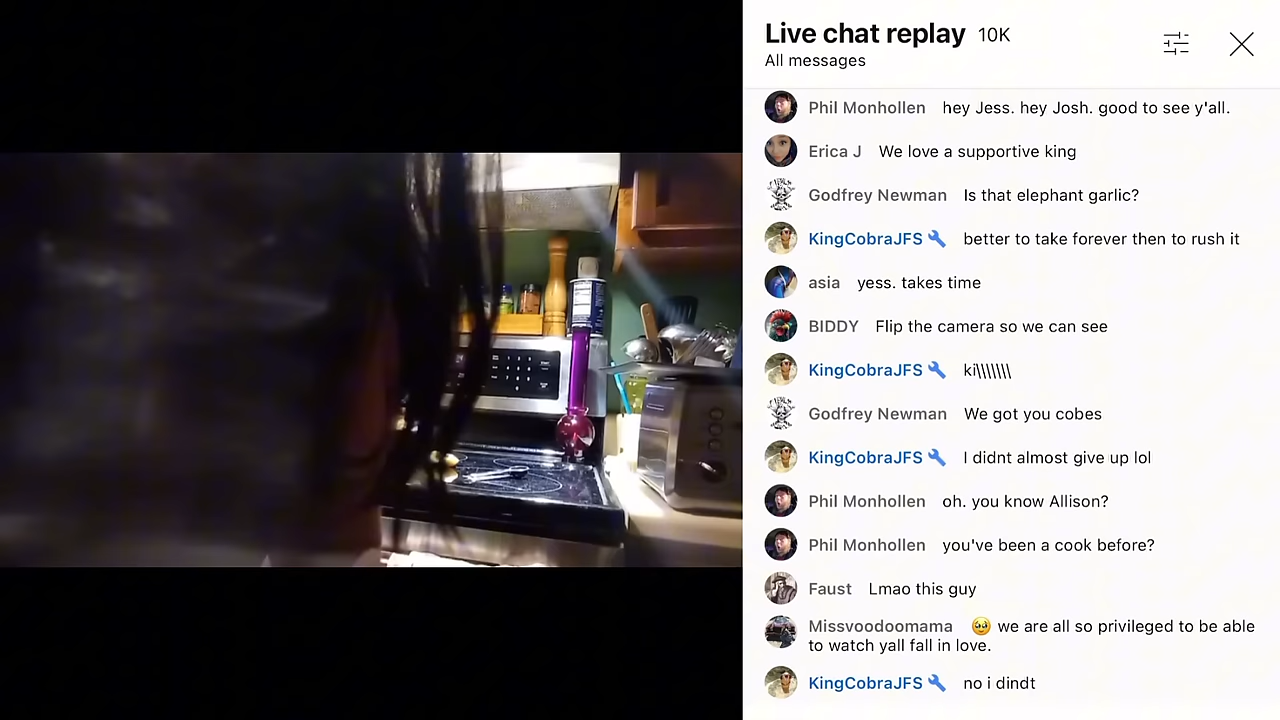 Live chat replay 10K
All messages
Phil Monhollen hey Jess. hey Josh. good to see y'all.
Erica J We love a supportive king
Godfrey Newman Is that elephant garlic?
KingCobraJFS better to take forever then to rush it
asia yess. takes time
BIDDY Flip the camera so we can see
KingCobraJFS ki\\\\\\\
Godfrey Newman We got you cobes
KingCobraJFS I didnt almost give up lol
Phil Monhollen oh. you know Allison?
Phil Monhollen you've been a cook before?
Faust Lmao this guy
Missvoodoomama 🥹 we are all so privileged to be able
to watch yall fall in love.
KingCobraJFS no i dindt